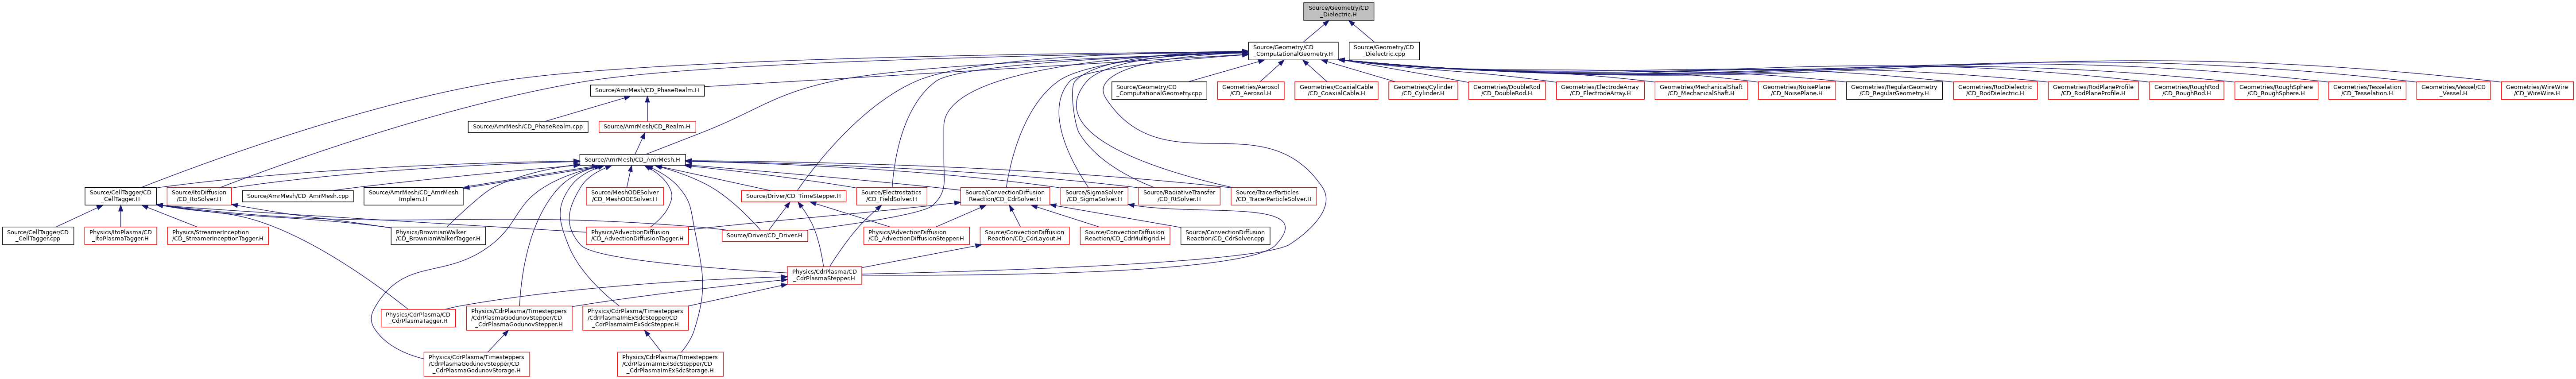 Source/Geometry/CD
_Dielectric.H
Source/Geometry/CD
_ComputationalGeometry.H
Source/Geometry/CD
_Dielectric.cpp
Source/AmrMesh/CD_PhaseRealm.H
Source/Geometry/CD
_ComputationalGeometry.cpp
Geometries/Aerosol
/CD_Aerosol.H
Geometries/CoaxialCable
/CD_CoaxialCable.H
Geometries/Cylinder
/CD_Cylinder.H
Geometries/DoubleRod
/CD_DoubleRod.H
Geometries/ElectrodeArray
/CD_ElectrodeArray.H
Geometries/MechanicalShaft
/CD_MechanicalShaft.H
Geometries/NoisePlane
/CD_NoisePlane.H
Geometries/RegularGeometry
/CD_RegularGeometry.H
Geometries/RodDielectric
/CD_RodDielectric.H
Geometries/RodPlaneProfile
/CD_RodPlaneProfile.H
Geometries/RoughRod
/CD_RoughRod.H
Geometries/RoughSphere
/CD_RoughSphere.H
Geometries/Tesselation
/CD_Tesselation.H
Geometries/Vessel/CD
_Vessel.H
Geometries/WireWire
/CD_WireWire.H
Source/AmrMesh/CD_PhaseRealm.cpp
Source/AmrMesh/CD_Realm.H
Source/AmrMesh/CD_AmrMesh.H
Source/CellTagger/CD
_CellTagger.H
Source/ItoDiffusion
/CD_ItoSolver.H
Source/AmrMesh/CD_AmrMesh.cpp
Source/AmrMesh/CD_AmrMesh
Implem.H
Source/MeshODESolver
/CD_MeshODESolver.H
Source/Driver/CD_TimeStepper.H
Source/Electrostatics
/CD_FieldSolver.H
Source/ConvectionDiffusion
Reaction/CD_CdrSolver.H
Source/SigmaSolver
/CD_SigmaSolver.H
Source/RadiativeTransfer
/CD_RtSolver.H
Source/TracerParticles
/CD_TracerParticleSolver.H
Source/CellTagger/CD
_CellTagger.cpp
Physics/ItoPlasma/CD
_ItoPlasmaTagger.H
Physics/StreamerInception
/CD_StreamerInceptionTagger.H
Physics/BrownianWalker
/CD_BrownianWalkerTagger.H
Physics/AdvectionDiffusion
/CD_AdvectionDiffusionTagger.H
Source/Driver/CD_Driver.H
Physics/AdvectionDiffusion
/CD_AdvectionDiffusionStepper.H
Source/ConvectionDiffusion
Reaction/CD_CdrLayout.H
Source/ConvectionDiffusion
Reaction/CD_CdrMultigrid.H
Source/ConvectionDiffusion
Reaction/CD_CdrSolver.cpp
Physics/CdrPlasma/CD
_CdrPlasmaStepper.H
Physics/CdrPlasma/CD
_CdrPlasmaTagger.H
Physics/CdrPlasma/Timesteppers
/CdrPlasmaGodunovStepper/CD
_CdrPlasmaGodunovStepper.H
Physics/CdrPlasma/Timesteppers
/CdrPlasmaImExSdcStepper/CD
_CdrPlasmaImExSdcStepper.H
Physics/CdrPlasma/Timesteppers
/CdrPlasmaGodunovStepper/CD
_CdrPlasmaGodunovStorage.H
Physics/CdrPlasma/Timesteppers
/CdrPlasmaImExSdcStepper/CD
_CdrPlasmaImExSdcStorage.H